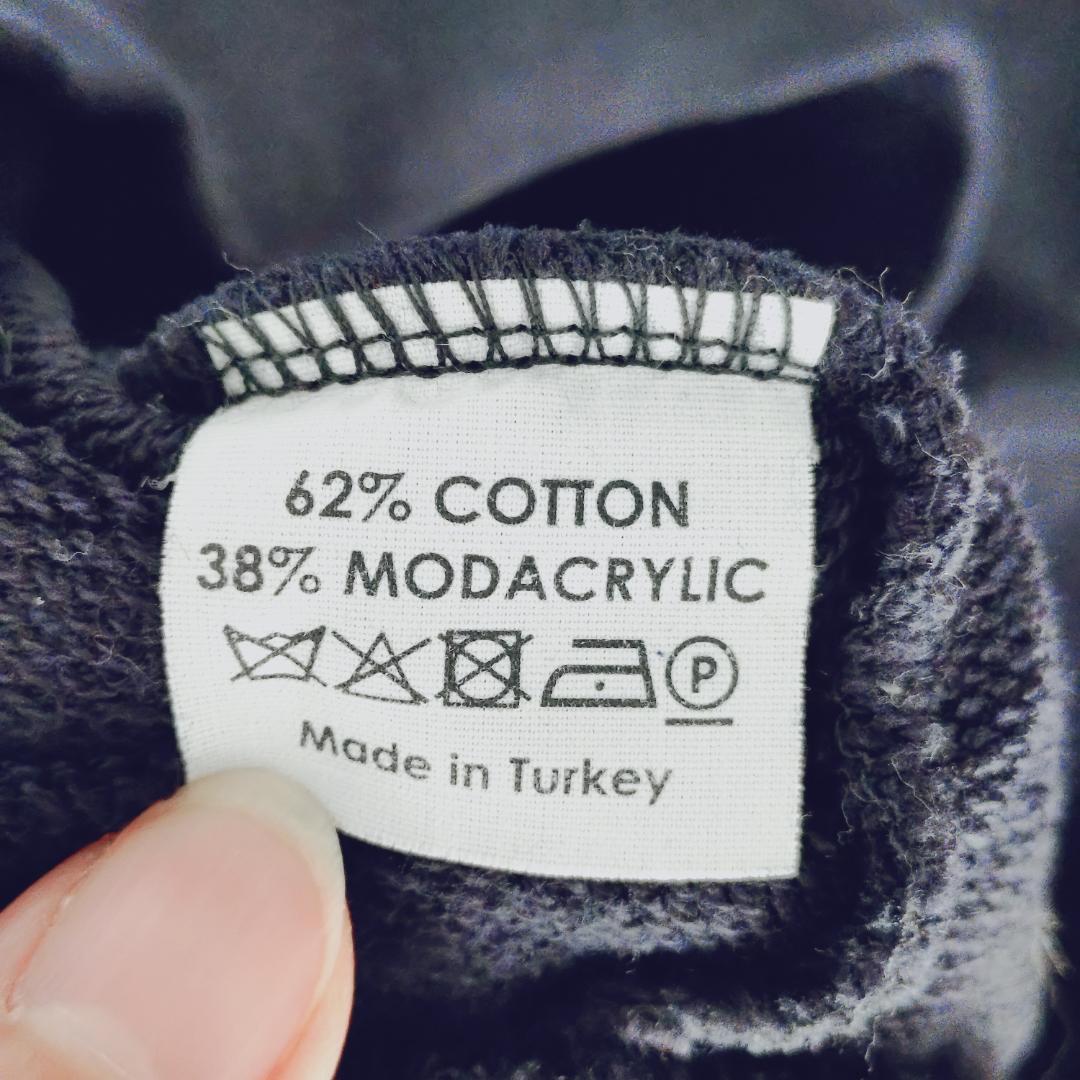 62% COTTON
38% MODACRYLIC
P
Made in Turkey